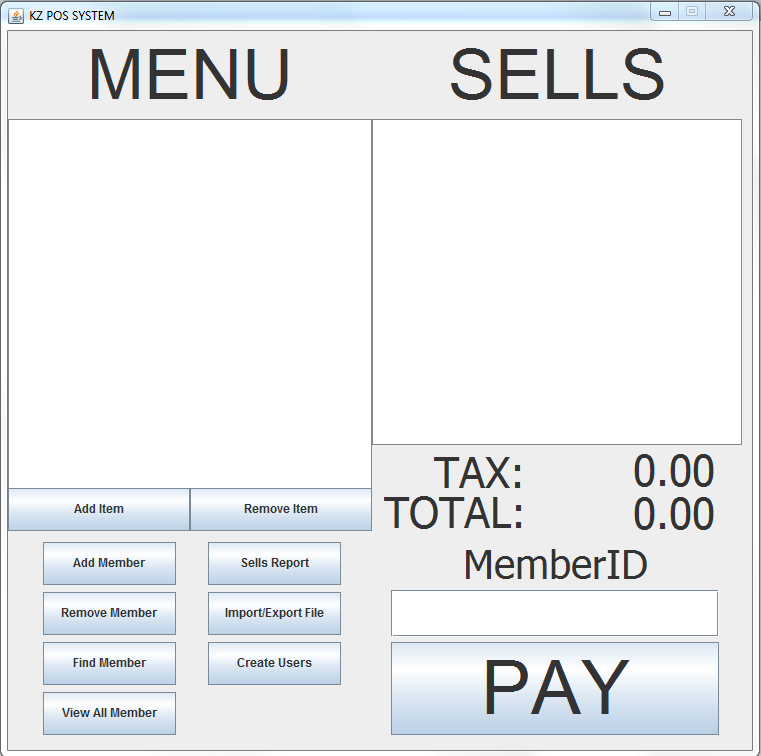 KZ POS SYSTEM
MENU
SELLS
Add Item
Remove Item
TAX: 0.00
TOTAL: 0.00
Add Member
Sells Report
Remove Member
Import/Export File
Find Member
Create Users
View All Member
MemberID
PAY